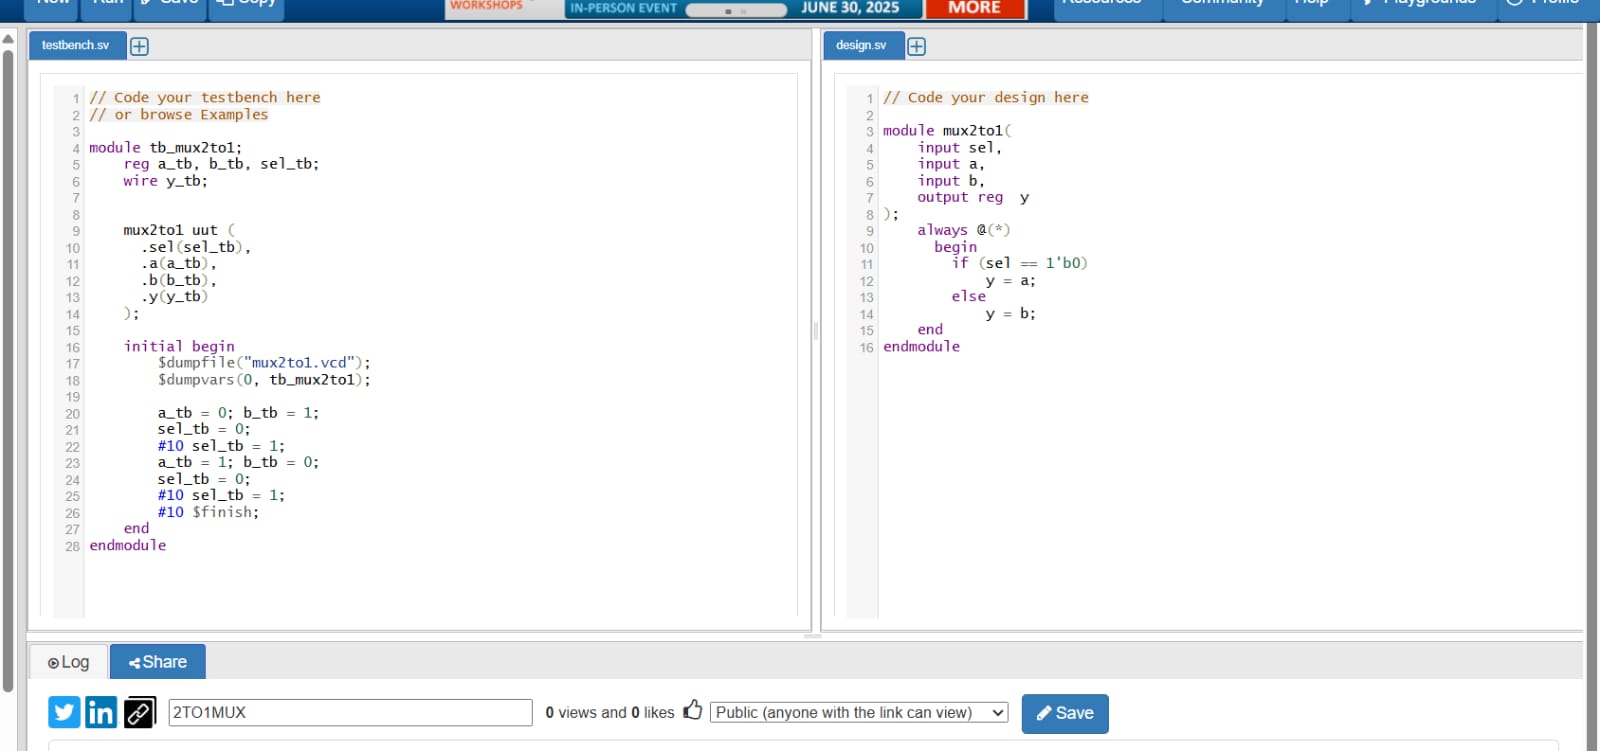 New
Run
Save
Copy
WORKSHOPS
IN-PERSON EVENT
JUNE 30, 2025
MORE
Resources
Community
Help
Playgrounds
Profile
testbench.sv
1 // Code your testbench here
2 // or browse Examples
3
4 module tb_mux2to1;
5 reg a_tb, b_tb, sel_tb;
6 wire y_tb;
7
8
9 mux2to1 uut (
10 .sel(sel_tb),
11 .a(a_tb),
12 .b(b_tb),
13 .y(y_tb)
14 );
15
16 initial begin
17 $dumpfile("mux2to1.vcd");
18 $dumpvars(0, tb_mux2to1);
19
20 a_tb = 0; b_tb = 1;
21 sel_tb = 0;
22 #10 sel_tb = 1;
23 a_tb = 1; b_tb = 0;
24 sel_tb = 0;
25 #10 sel_tb = 1;
26 #10 $finish;
27 end
28 endmodule
design.sv
1 // Code your design here
2
3 module mux2to1(
4 input sel,
5 input a,
6 input b,
7 output reg y
8 );
9 always @(*)
10 begin
11 if (sel == 1'b0)
12 y = a;
13 else
14 y = b;
15 end
16 endmodule
Log
Share
2TO1MUX
0 views and 0 likes
Public (anyone with the link can view)
Save